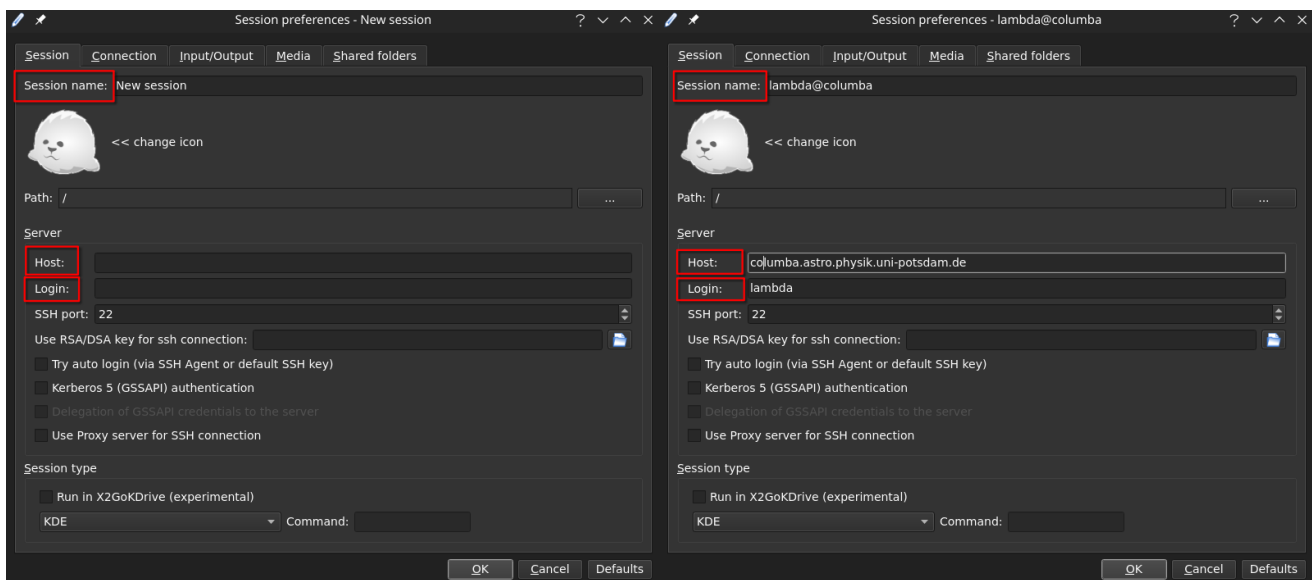 Session preferences - New session
Session Connection Input/Output Media Shared folders
Session name: New session
<< change icon
Path: /
...
Server
Host:
Login:
SSH port: 22
Use RSA/DSA key for ssh connection:
Try auto login (via SSH Agent or default SSH key)
Kerberos 5 (GSSAPI) authentication
Delegation of GSSAPI credentials to the server
Use Proxy server for SSH connection
Session type
Run in X2GoKDrive (experimental)
KDE Command:
OK Cancel Defaults
Session preferences - lambda@columba
Session Connection Input/Output Media Shared folders
Session name: lambda@columba
<< change icon
Path: /
...
Server
Host: columba.astro.physik.uni-potsdam.de
Login: lambda
SSH port: 22
Use RSA/DSA key for ssh connection:
Try auto login (via SSH Agent or default SSH key)
Kerberos 5 (GSSAPI) authentication
Delegation of GSSAPI credentials to the server
Use Proxy server for SSH connection
Session type
Run in X2GoKDrive (experimental)
KDE Command:
OK Cancel Defaults